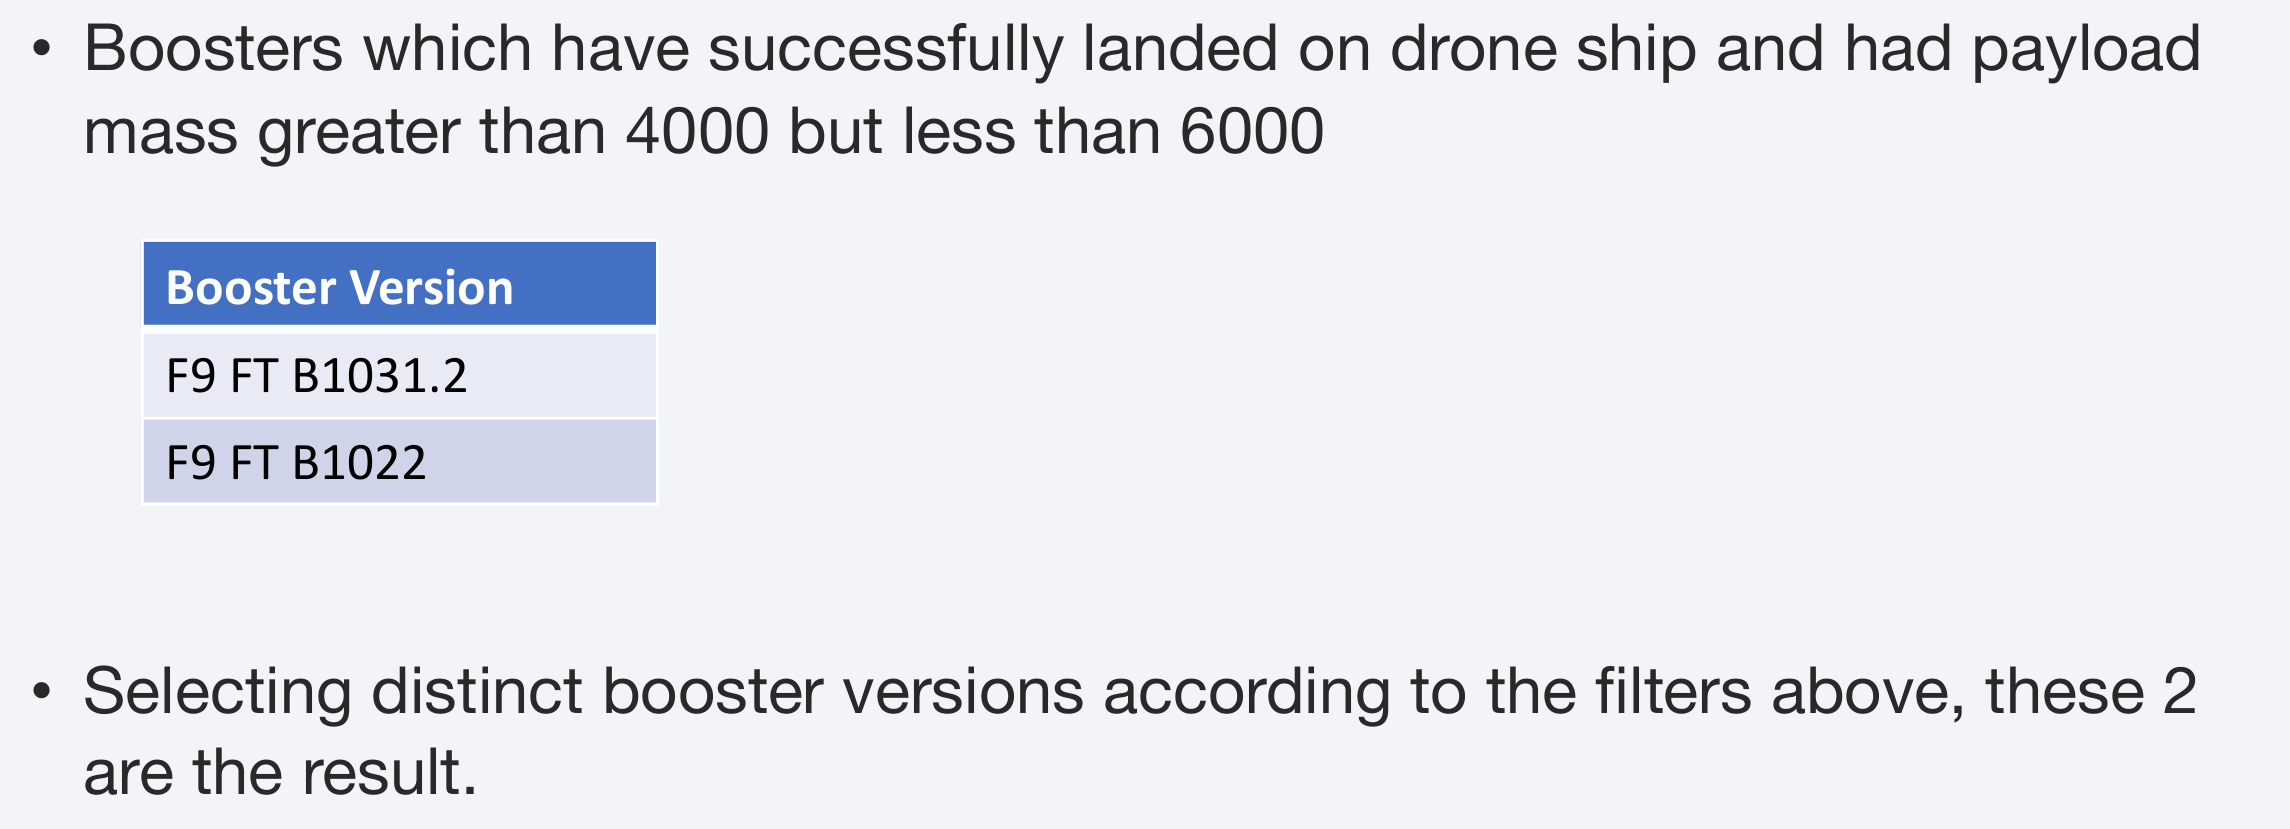 • Boosters which have successfully landed on drone ship and had payload
mass greater than 4000 but less than 6000
Booster Version
F9 FT B1031.2
F9 FT B1022
• Selecting distinct booster versions according to the filters above, these 2
are the result.